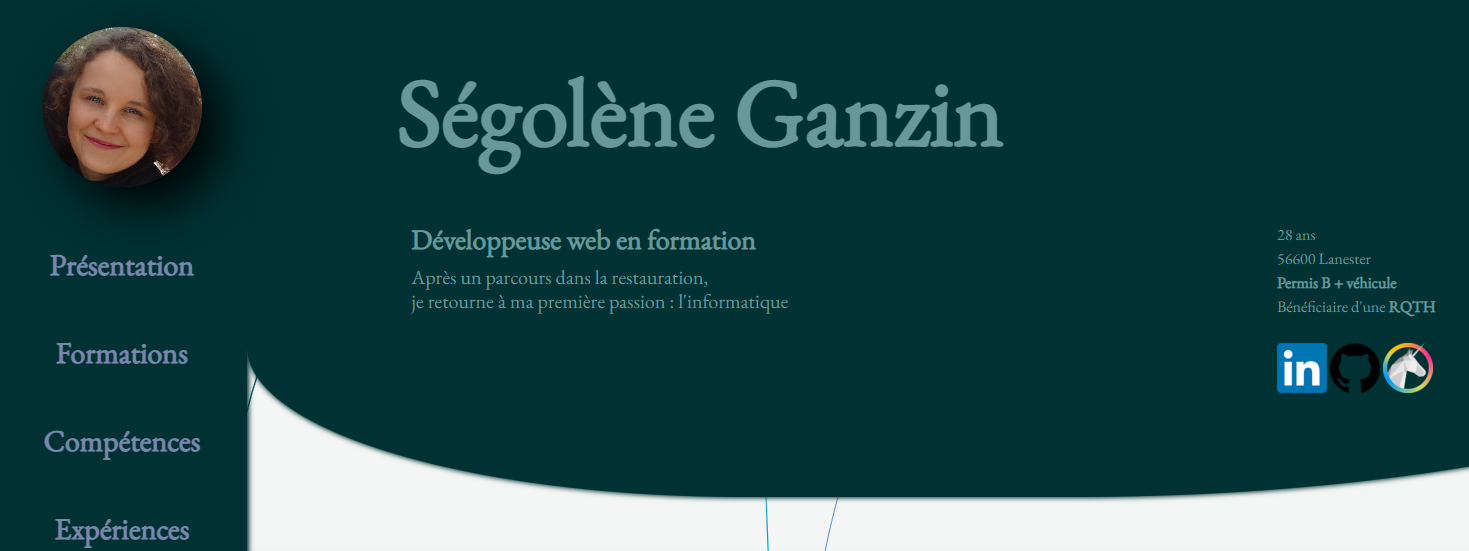 Ségolène Ganzin
Présentation
Formations
Compétences
Expériences
Développeuse web en formation
Après un parcours dans la restauration,
je retourne à ma première passion : l'informatique
28 ans
56600 Lanester
Permis B + véhicule
Bénéficiaire d'une RQTH
in